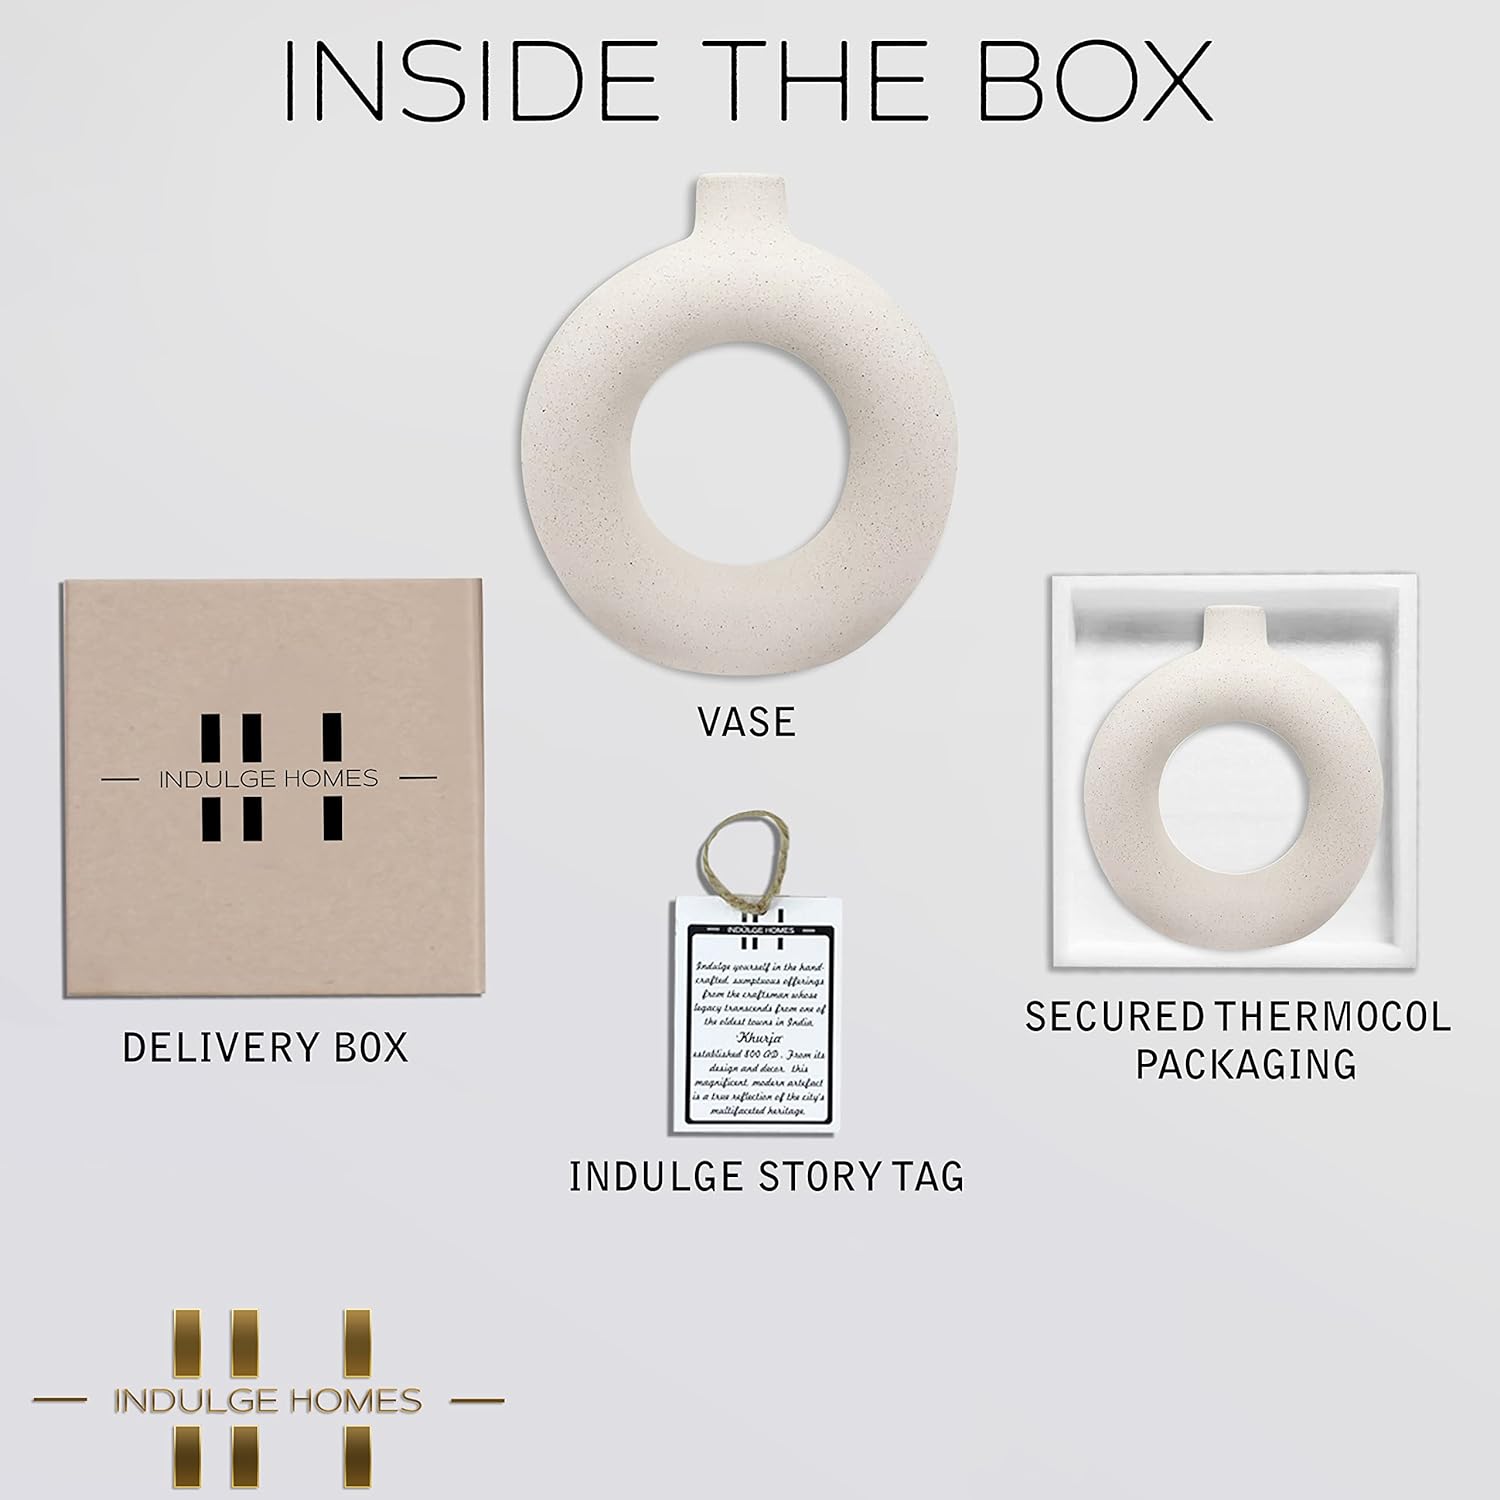 INSIDE THE BOX
VASE
INDULGE HOMES
DELIVERY BOX
INDULGE HOMES
Indulge yourself in the hand-
crafted, sumptuous offerings
from the craftsman whose
legacy transcends from one of
the oldest towns in India
Khurja
established 800 AD. From its
design and decor, this
magnificent, modern artefact
is a true reflection of the city's
multifaceted heritage.
INDULGE STORY TAG
SECURED THERMOCOL
PACKAGING
INDULGE HOMES